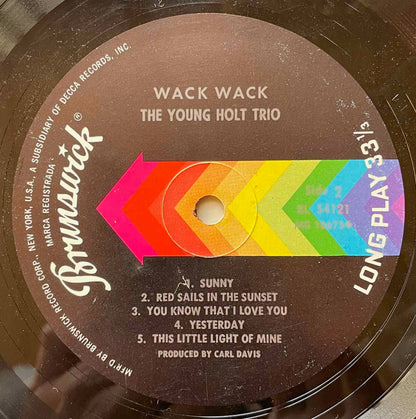 WACK WACK
THE YOUNG HOLT TRIO
Brunswick
MARCA REGISTRADA
MFR'D BY BRUNSWICK RECORD CORP., NEW YORK, U.S.A., A SUBSIDIARY OF DECCA RECORDS, INC.
Side 2
BL 54121
LONG PLAY 33⅓
1. SUNNY
2. RED SAILS IN THE SUNSET
3. YOU KNOW THAT I LOVE YOU
4. YESTERDAY
5. THIS LITTLE LIGHT OF MINE
PRODUCED BY CARL DAVIS